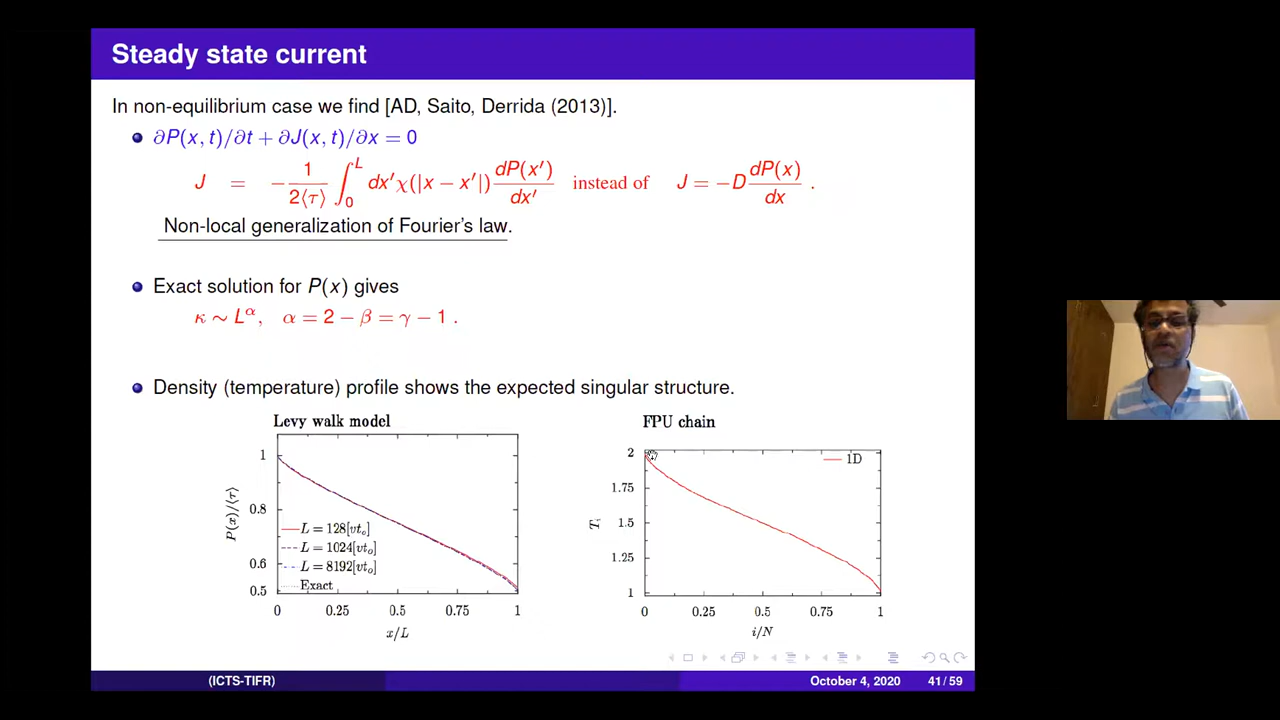 Steady state current
In non-equilibrium case we find [AD, Saito, Derrida (2013)].
∂P(x, t)/∂t + ∂J(x, t)/∂x = 0
J = −1/2⟨τ⟩ ∫₀ᴸ dx′χ(|x − x′|) dP(x′)/dx′ instead of J = −D dP(x)/dx .
Non-local generalization of Fourier's law.
Exact solution for P(x) gives
κ ∼ L^α, α = 2 − β = γ − 1 .
Density (temperature) profile shows the expected singular structure.
Levy walk model
1
0.8
0.6
0.5
P(x)/⟨τ⟩
L = 128[vt₀]
L = 1024[vt₀]
L = 8192[vt₀]
Exact
0 0.25 0.5 0.75 1
x/L
FPU chain
2
1.75
1.5
1.25
1
Tᵢ
1D
0 0.25 0.5 0.75 1
i/N
(ICTS-TIFR) October 4, 2020 41 / 59